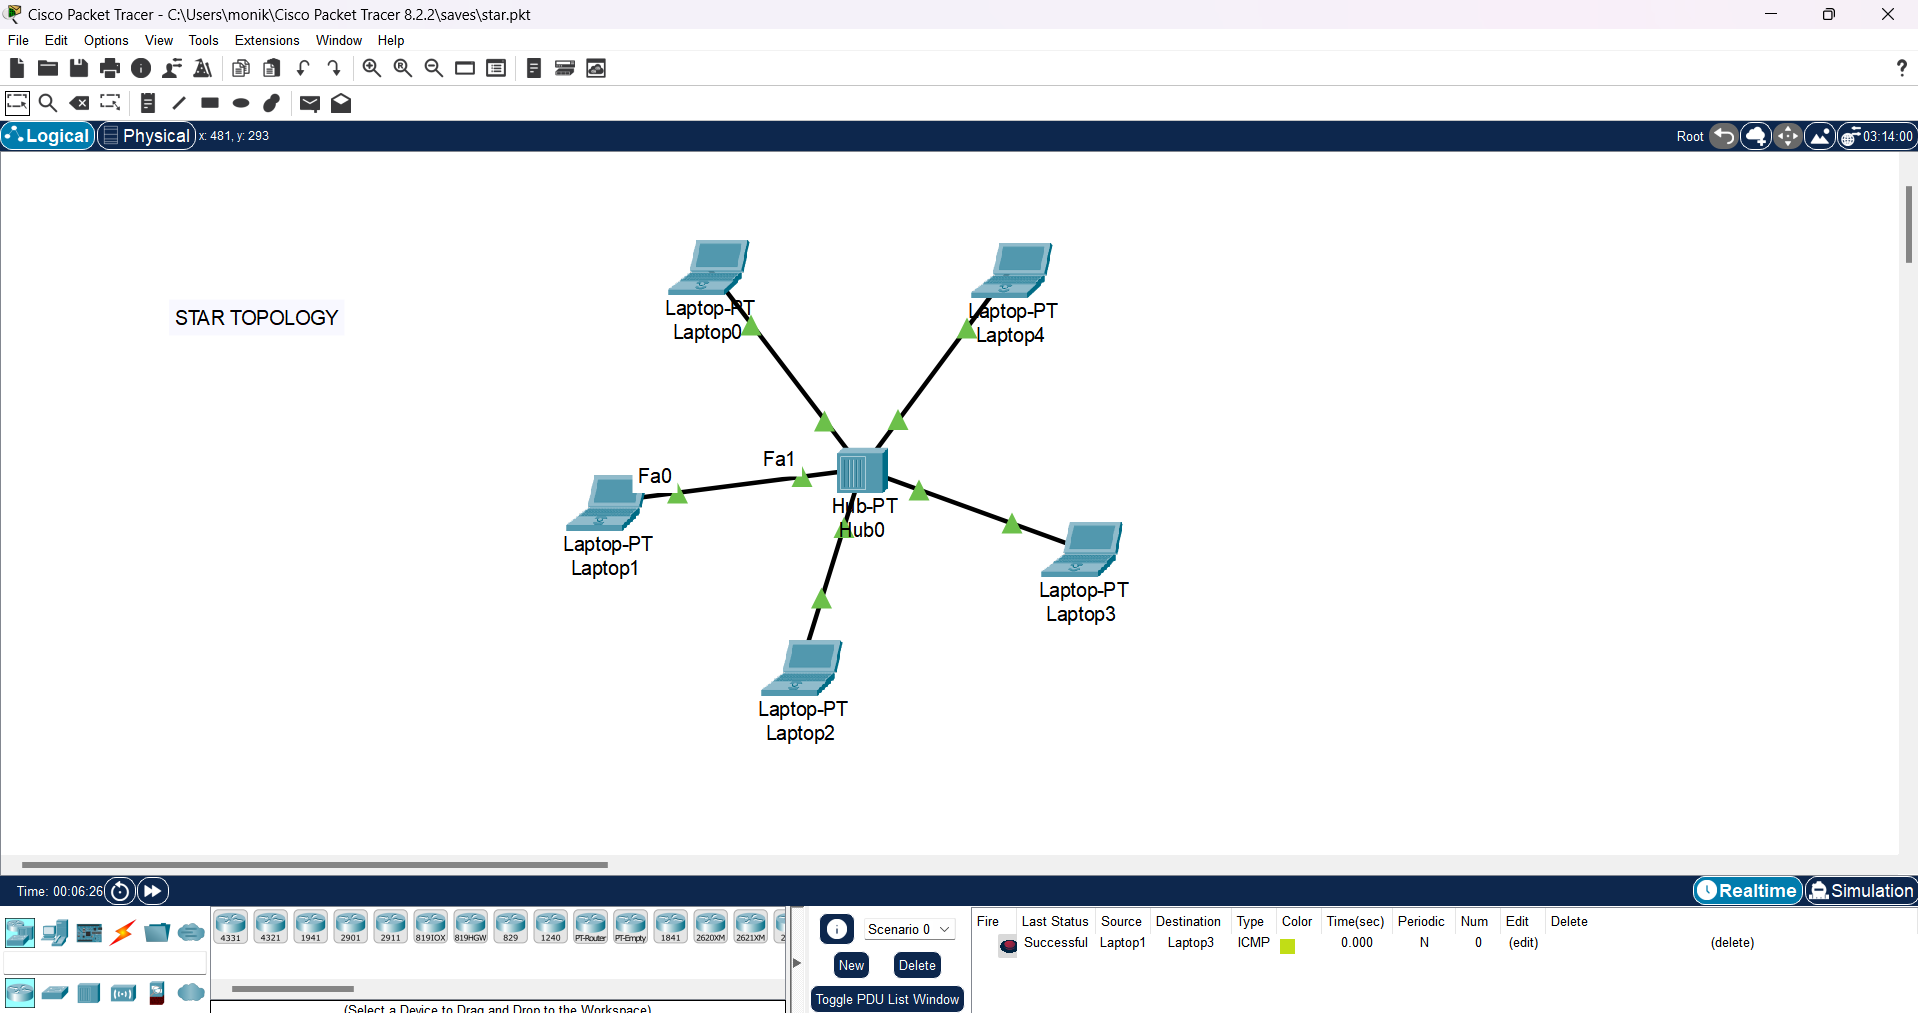 Cisco Packet Tracer - C:\Users\monik\Cisco Packet Tracer 8.2.2\saves\star.pkt
File Edit Options View Tools Extensions Window Help
?
Logical Physical x: 481, y: 293 Root 03:14:00
STAR TOPOLOGY
Laptop-PT
Laptop0
Laptop-PT
Laptop4
Fa1
Fa0
Hub-PT
Hub0
Laptop-PT
Laptop1
Laptop-PT
Laptop3
Laptop-PT
Laptop2
Time: 00:06:26 Realtime Simulation
4331 4321 1941 2901 2911 819IOX 819HGW 829 1240 PT-Router PT-Empty 1841 2620XM 2621XM 2
(Select a Device to Drag and Drop to the Workspace)
Scenario 0
New Delete
Toggle PDU List Window
Fire Last Status Source Destination Type Color Time(sec) Periodic Num Edit Delete
Successful Laptop1 Laptop3 ICMP 0.000 N 0 (edit) (delete)